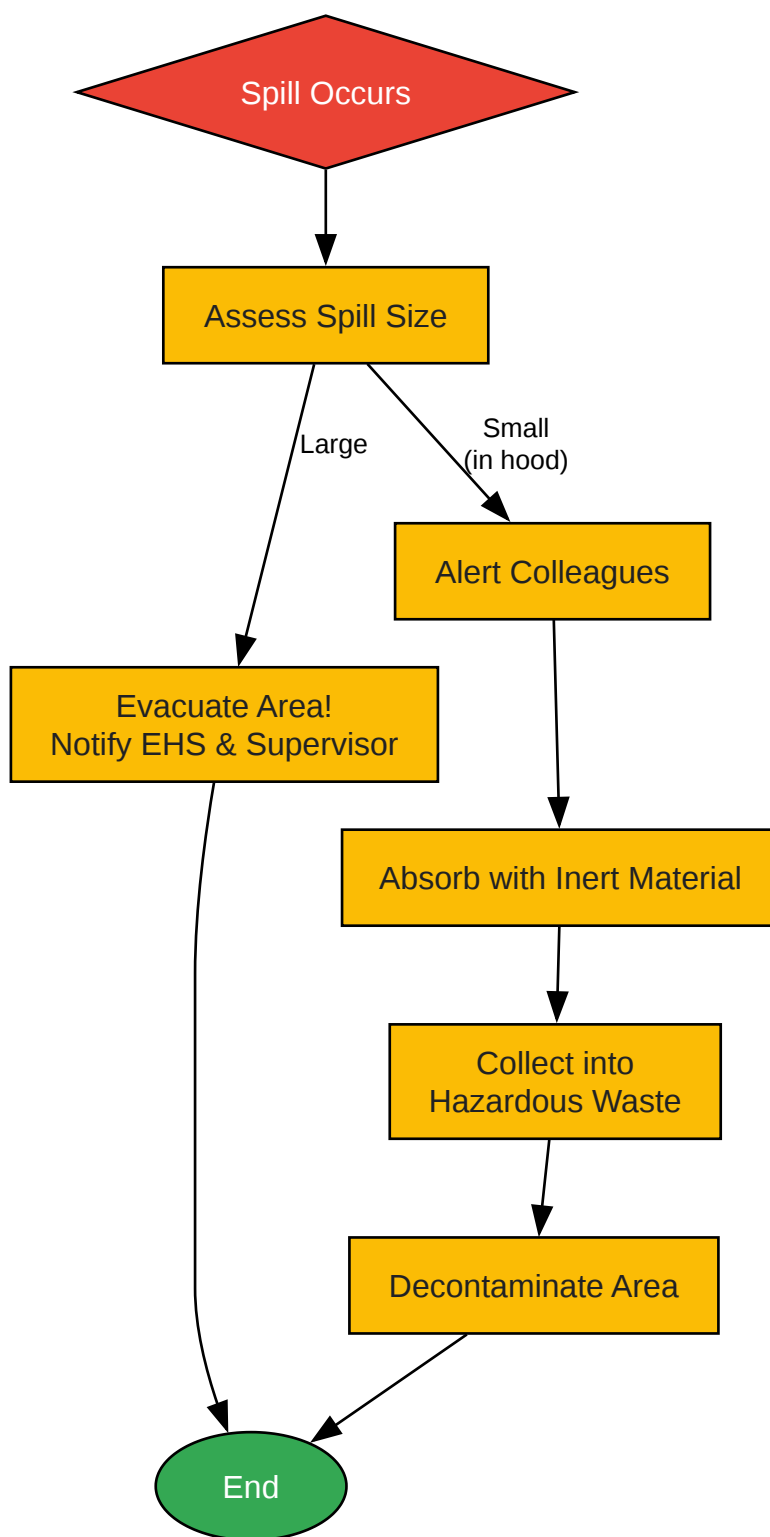 Spill Occurs
Assess Spill Size
Large
Small
(in hood)
Alert Colleagues
Evacuate Area!
Notify EHS & Supervisor
Absorb with Inert Material
Collect into
Hazardous Waste
Decontaminate Area
End